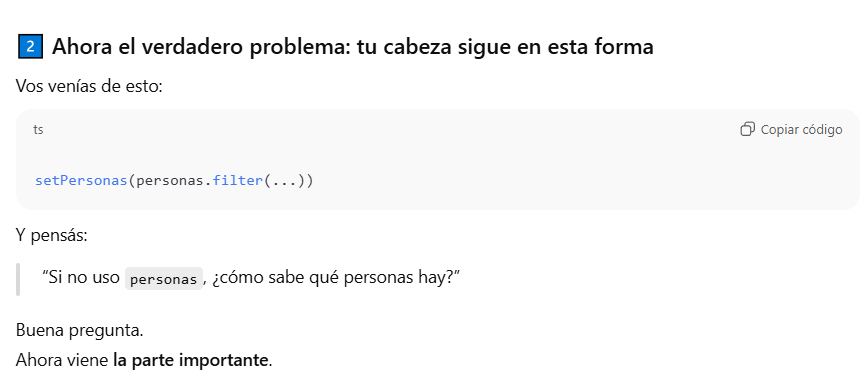 2 Ahora el verdadero problema: tu cabeza sigue en esta forma
Vos venías de esto:
ts Copiar código
setPersonas(personas.filter(...))
Y pensás:
“Si no uso personas, ¿cómo sabe qué personas hay?”
Buena pregunta.
Ahora viene la parte importante.